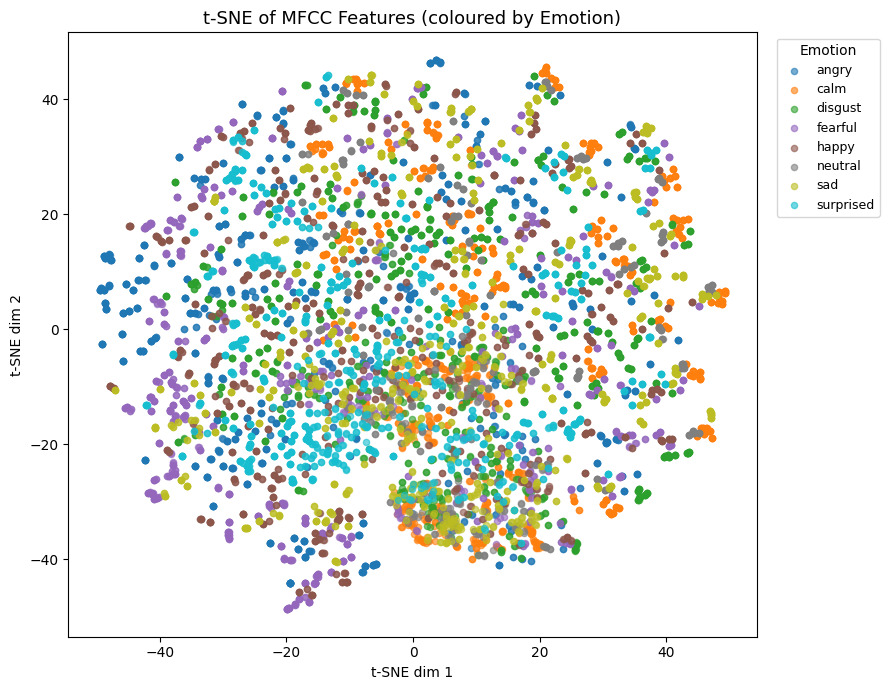 t-SNE of MFCC Features (coloured by Emotion)
Emotion
angry
calm
disgust
fearful
happy
neutral
sad
surprised
40
20
0
−20
−40
t-SNE dim 2
−40 −20 0 20 40
t-SNE dim 1